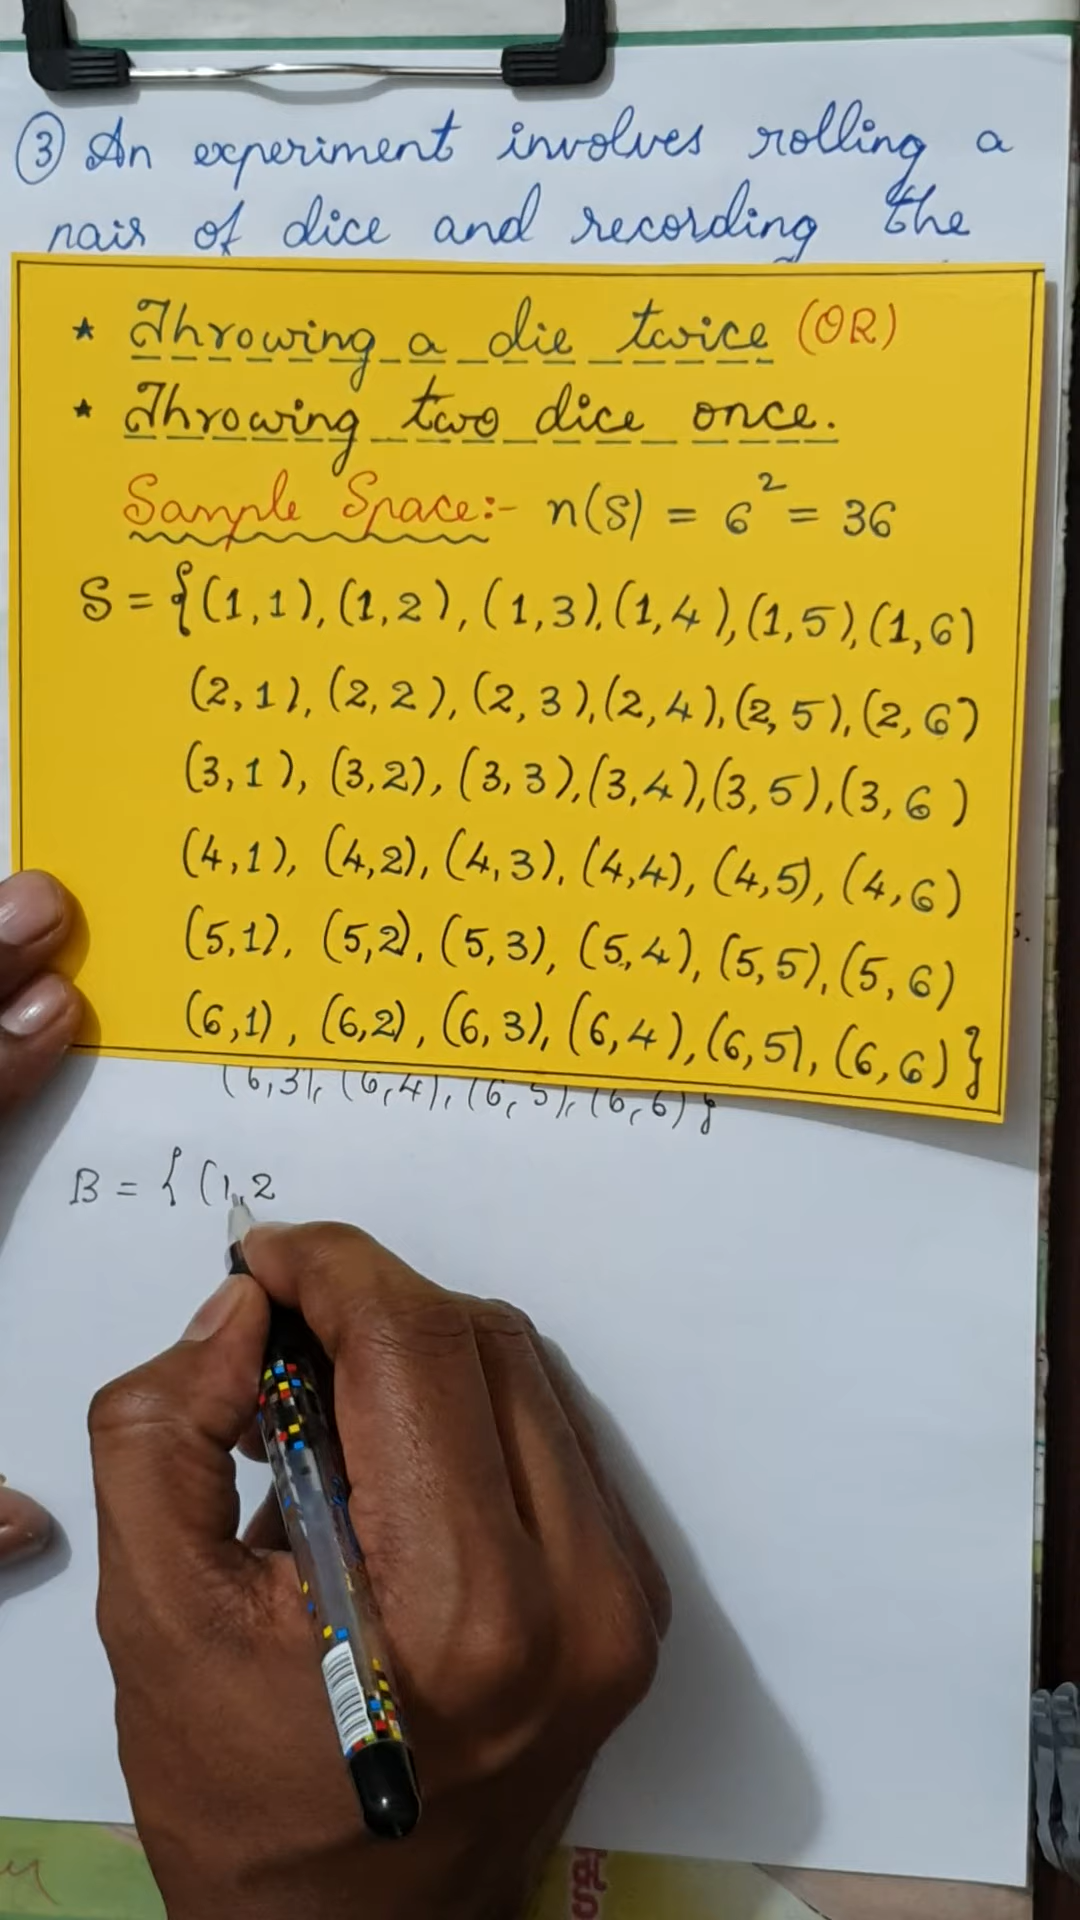 ③ An experiment involves rolling a
pair of dice and recording the
★ Throwing a die twice (OR)
★ Throwing two dice once.
Sample Space:- n(S) = 6² = 36
S = {(1,1), (1,2), (1,3), (1,4), (1,5), (1,6)
(2,1), (2,2), (2,3), (2,4), (2,5), (2,6)
(3,1), (3,2), (3,3), (3,4), (3,5), (3,6)
(4,1), (4,2), (4,3), (4,4), (4,5), (4,6)
(5,1), (5,2), (5,3), (5,4), (5,5), (5,6)
(6,1), (6,2), (6,3), (6,4), (6,5), (6,6)}
(6,3), (6,4), (6,5), (6,6)}
B = { (1,2